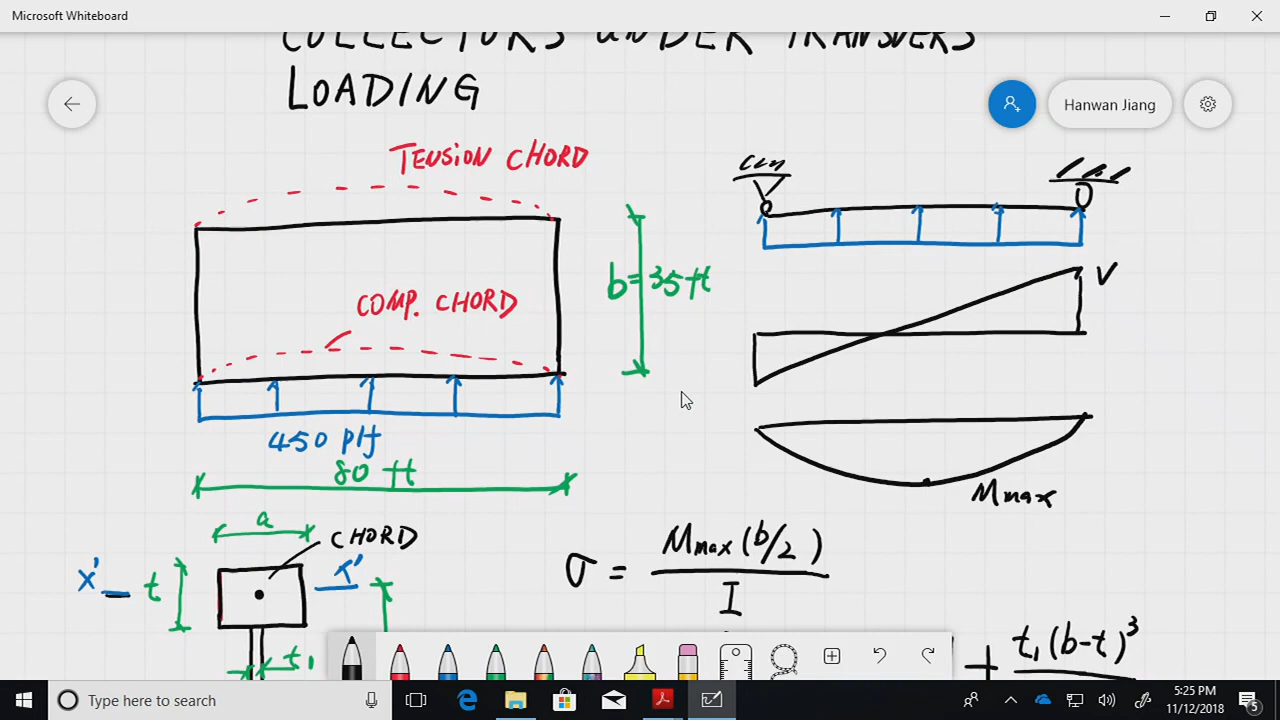 Microsoft Whiteboard
COLLECTORS UNDER TRANSVERS
LOADING
Hanwan Jiang
TENSION CHORD
COMP. CHORD
b=35ft
450 plf
80 ft
V
Mmax
a
CHORD
x'
t
x'
t1
σ = Mmax(b/2)
I
+ t1(b-t)^3
Type here to search
5:25 PM
11/12/2018
5